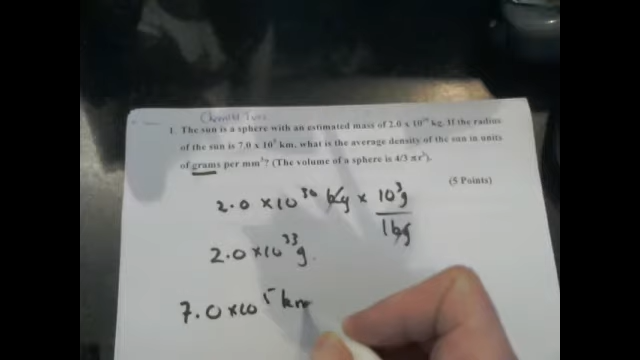 1. The sun is a sphere with an estimated mass of 2.0 x 10³⁰ kg. If the radius
of the sun is 7.0 x 10⁵ km, what is the average density of the sun in units
of grams per mm³? (The volume of a sphere is 4/3 πr³).
(5 Points)
2.0 × 10³⁰ kg × 10³g / 1kg
2.0 × 10³³ g.
7.0 × 10⁵ km